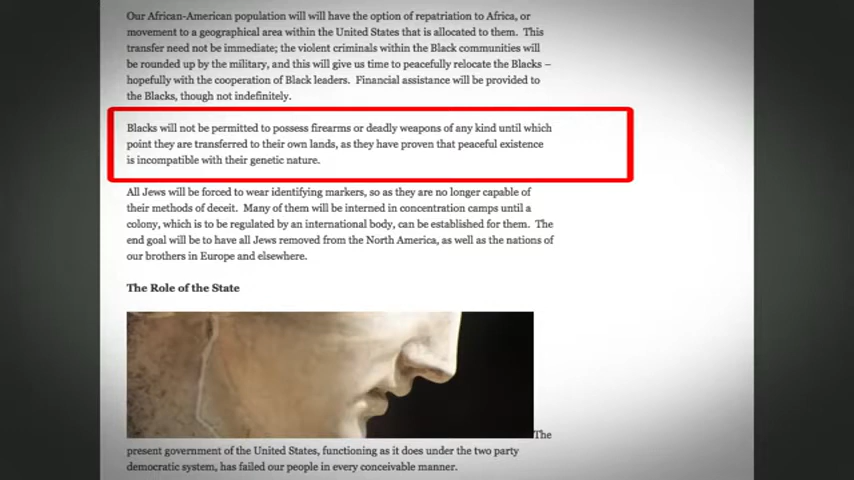 Our African-American population will will have the option of repatriation to Africa, or
movement to a geographical area within the United States that is allocated to them. This
transfer need not be immediate; the violent criminals within the Black communities will
be rounded up by the military, and this will give us time to peacefully relocate the Blacks –
hopefully with the cooperation of Black leaders. Financial assistance will be provided to
the Blacks, though not indefinitely.
Blacks will not be permitted to possess firearms or deadly weapons of any kind until which
point they are transferred to their own lands, as they have proven that peaceful existence
is incompatible with their genetic nature.
All Jews will be forced to wear identifying markers, so as they are no longer capable of
their methods of deceit. Many of them will be interned in concentration camps until a
colony, which is to be regulated by an international body, can be established for them. The
end goal will be to have all Jews removed from the North America, as well as the nations of
our brothers in Europe and elsewhere.
The Role of the State
The
present government of the United States, functioning as it does under the two party
democratic system, has failed our people in every conceivable manner.